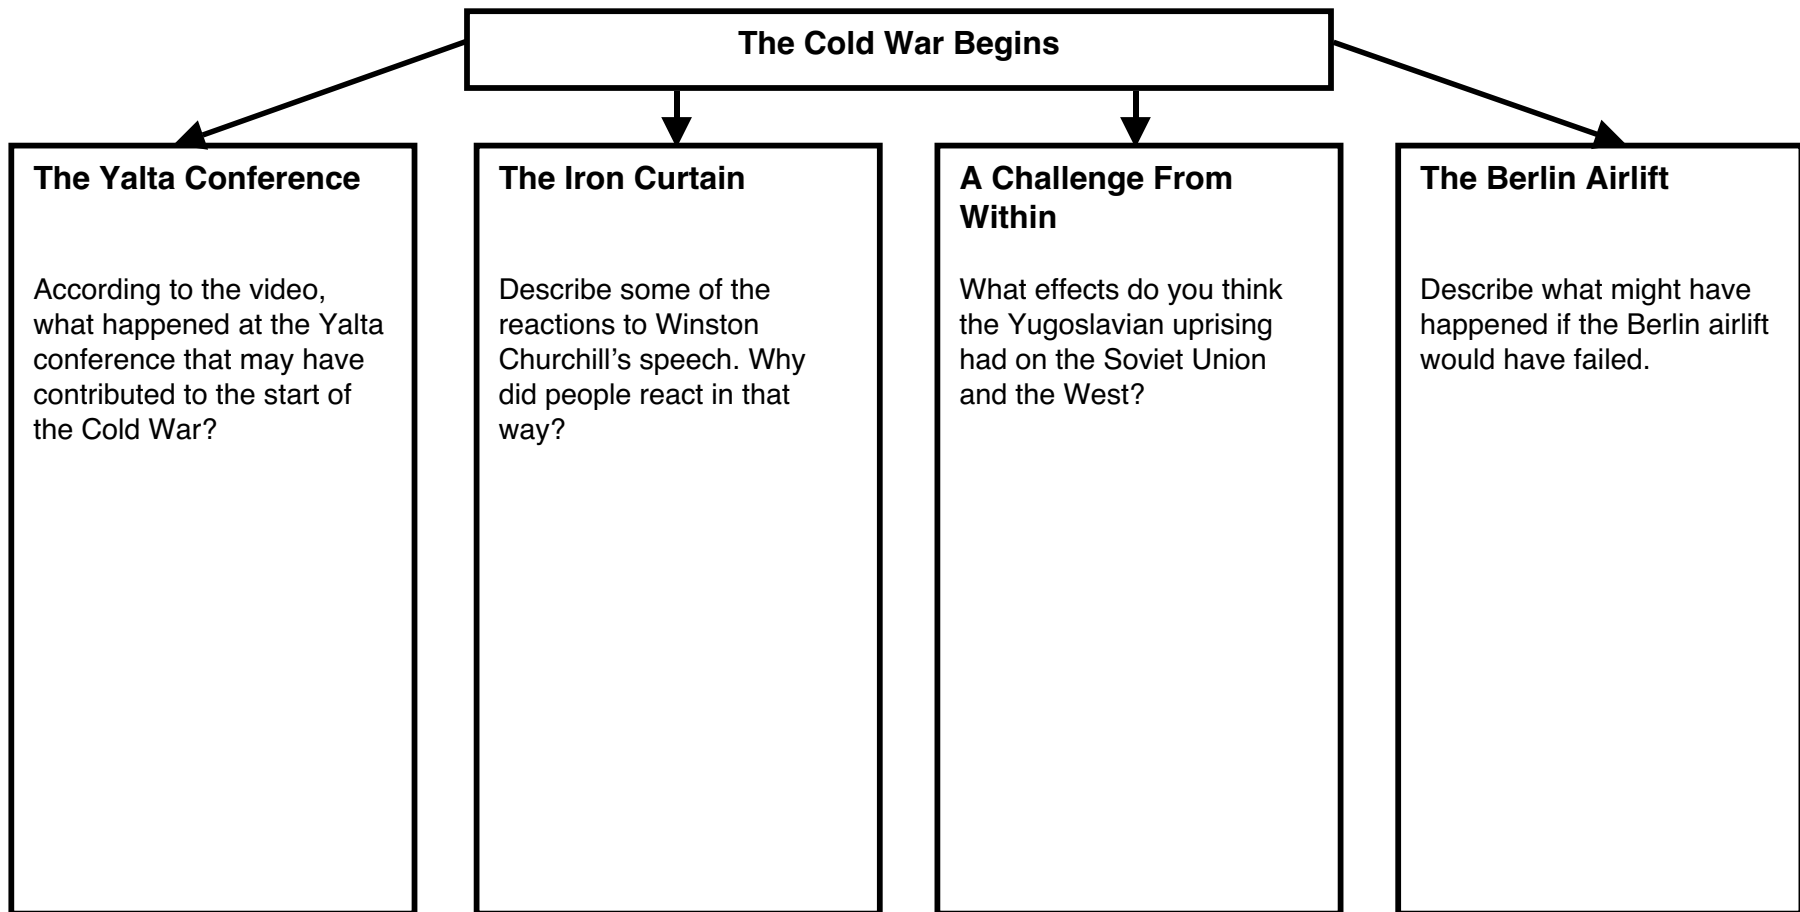 The Cold War Begins
The Yalta Conference
According to the video,
what happened at the Yalta
conference that may have
contributed to the start of
the Cold War?
The Iron Curtain
Describe some of the
reactions to Winston
Churchill’s speech. Why
did people react in that
way?
A Challenge From
Within
What effects do you think
the Yugoslavian uprising
had on the Soviet Union
and the West?
The Berlin Airlift
Describe what might have
happened if the Berlin airlift
would have failed.